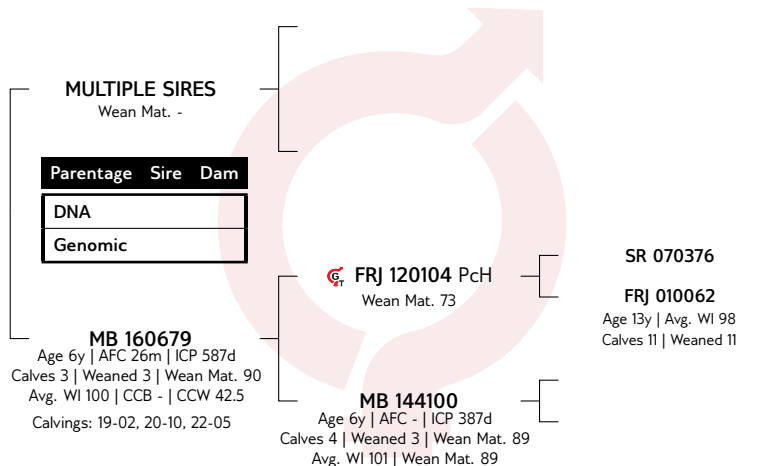 MULTIPLE SIRES
Wean Mat. -
Parentage Sire Dam
DNA
Genomic
MB 160679
Age 6y | AFC 26m | ICP 587d
Calves 3 | Weaned 3 | Wean Mat. 90
Avg. WI 100 | CCB - | CCW 42.5
Calvings: 19-02, 20-10, 22-05
GT FRJ 120104 PcH
Wean Mat. 73
MB 144100
Age 6y | AFC - | ICP 387d
Calves 4 | Weaned 3 | Wean Mat. 89
Avg. WI 101 | Wean Mat. 89
SR 070376
FRJ 010062
Age 13y | Avg. WI 98
Calves 11 | Weaned 11